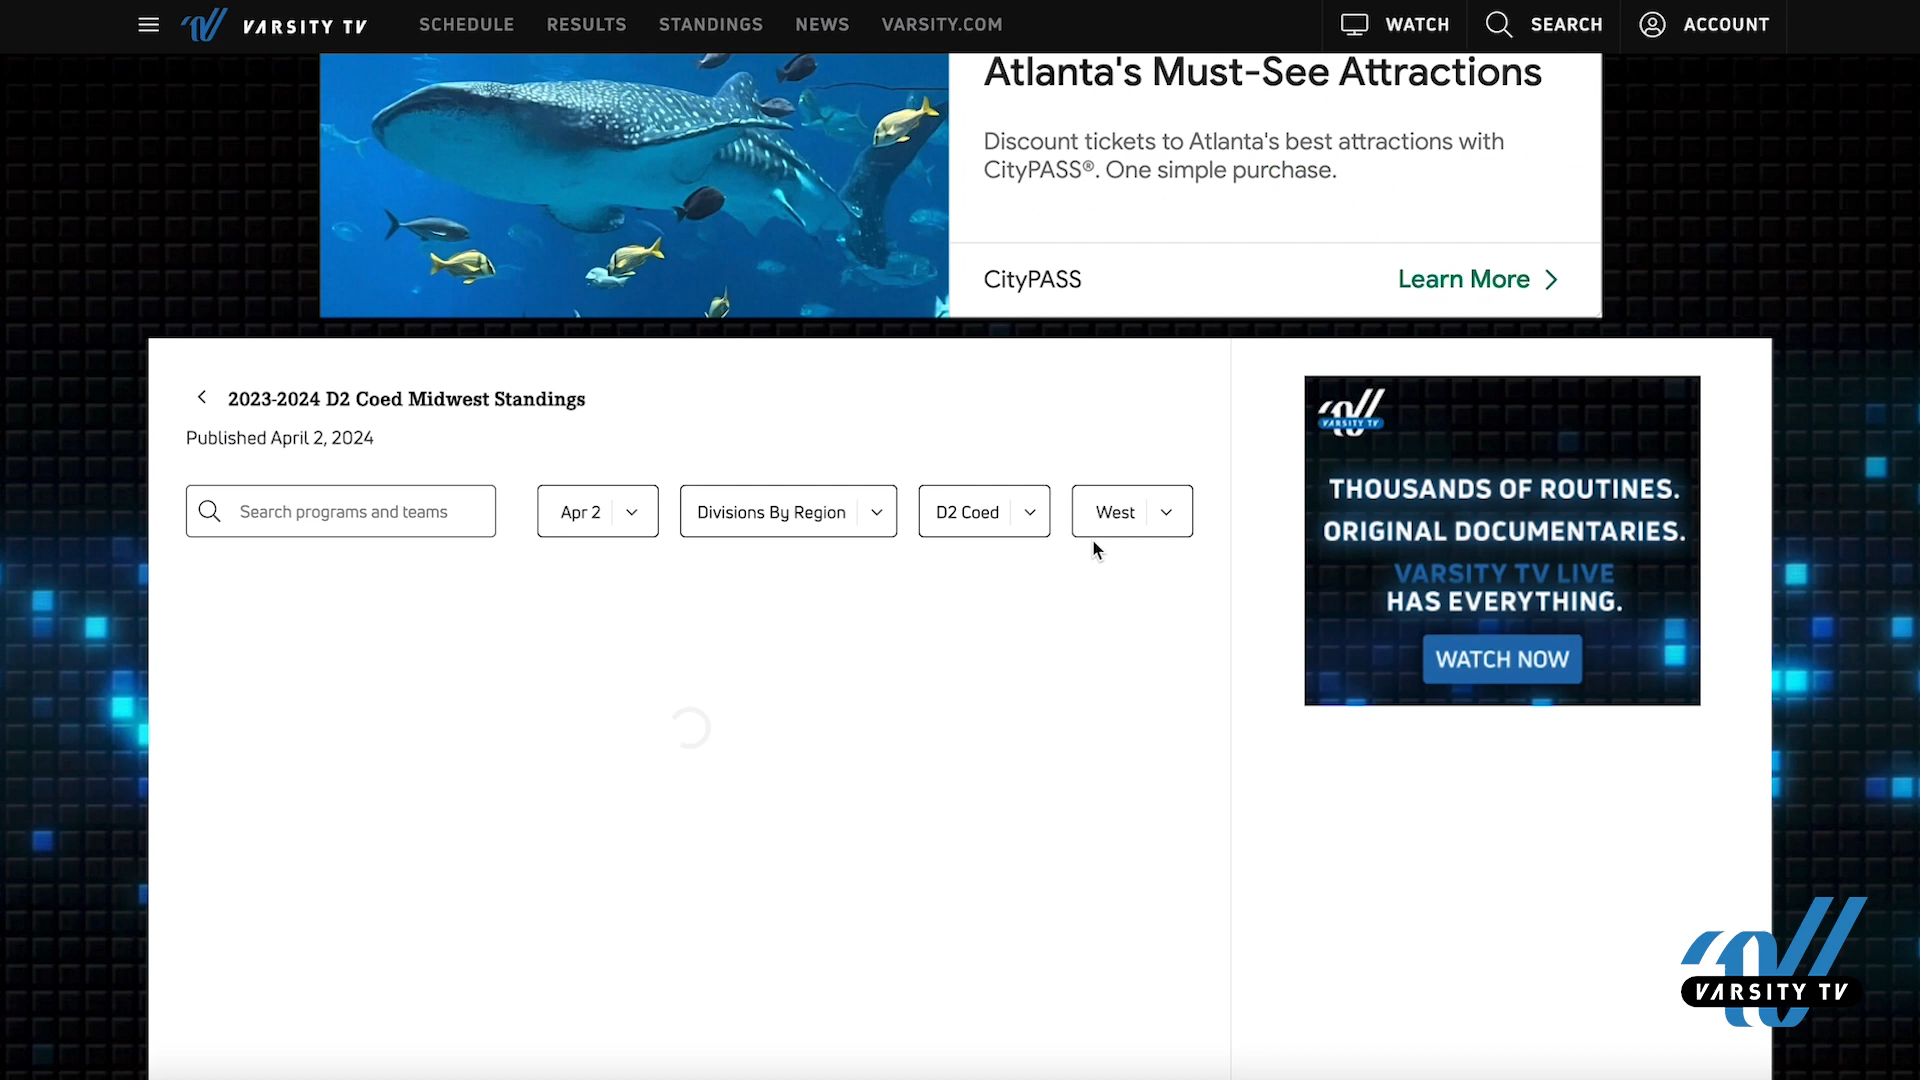 VARSITY TV SCHEDULE RESULTS STANDINGS NEWS VARSITY.COM WATCH SEARCH ACCOUNT
Atlanta's Must-See Attractions
Discount tickets to Atlanta's best attractions with
CityPASS®. One simple purchase.
CityPASS Learn More
2023-2024 D2 Coed Midwest Standings
Published April 2, 2024
Search programs and teams Apr 2 Divisions By Region D2 Coed West
VARSITY TV
THOUSANDS OF ROUTINES.
ORIGINAL DOCUMENTARIES.
VARSITY TV LIVE
HAS EVERYTHING.
WATCH NOW
VARSITY TV